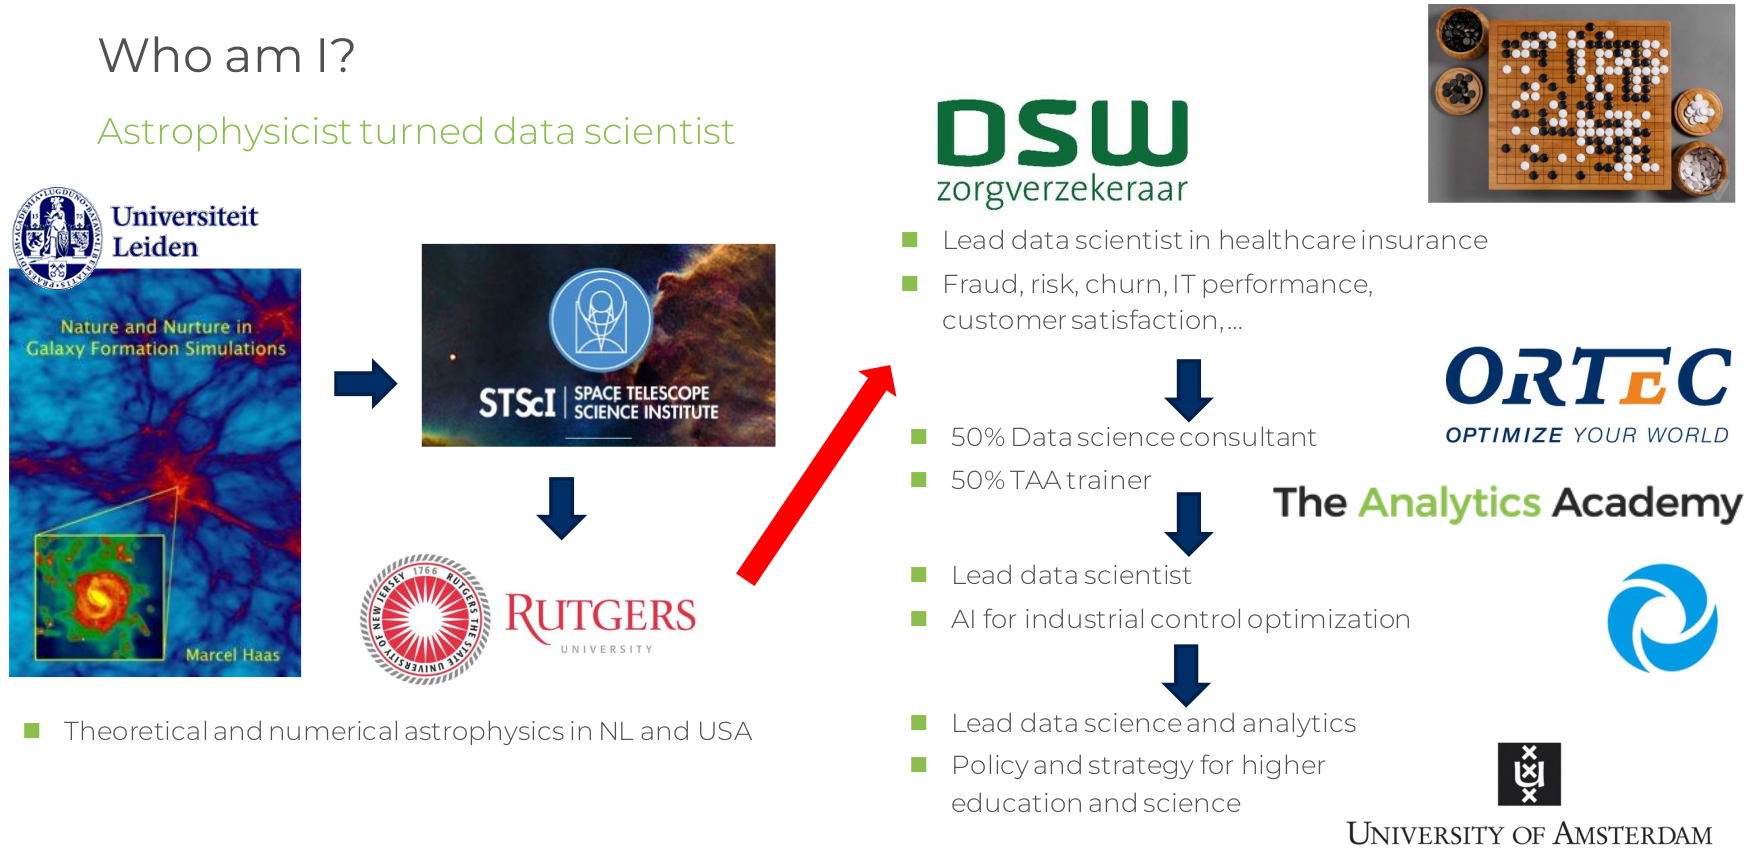 Who am I?
Astrophysicist turned data scientist
Universiteit
Leiden
Nature and Nurture in
Galaxy Formation Simulations
Marcel Haas
STScI | SPACE TELESCOPE
SCIENCE INSTITUTE
1766
RUTGERS THE STATE UNIVERSITY OF NEW JERSEY
RUTGERS
UNIVERSITY
Theoretical and numerical astrophysics in NL and USA
DSW
zorgverzekeraar
Lead data scientist in healthcare insurance
Fraud, risk, churn, IT performance,
customer satisfaction, ...
ORTEC
OPTIMIZE YOUR WORLD
50% Data science consultant
50% TAA trainer
The Analytics Academy
Lead data scientist
AI for industrial control optimization
Lead data science and analytics
Policy and strategy for higher
education and science
UNIVERSITY OF AMSTERDAM